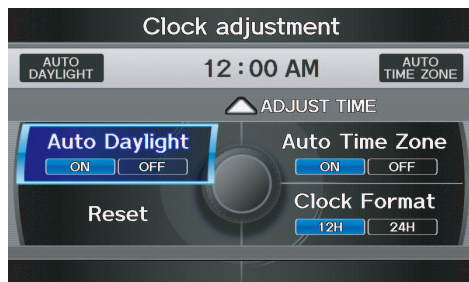 Clock adjustment
AUTO
DAYLIGHT
12:00 AM
AUTO
TIME ZONE
ADJUST TIME
Auto Daylight
ON OFF
Auto Time Zone
ON OFF
Reset
Clock Format
12H 24H